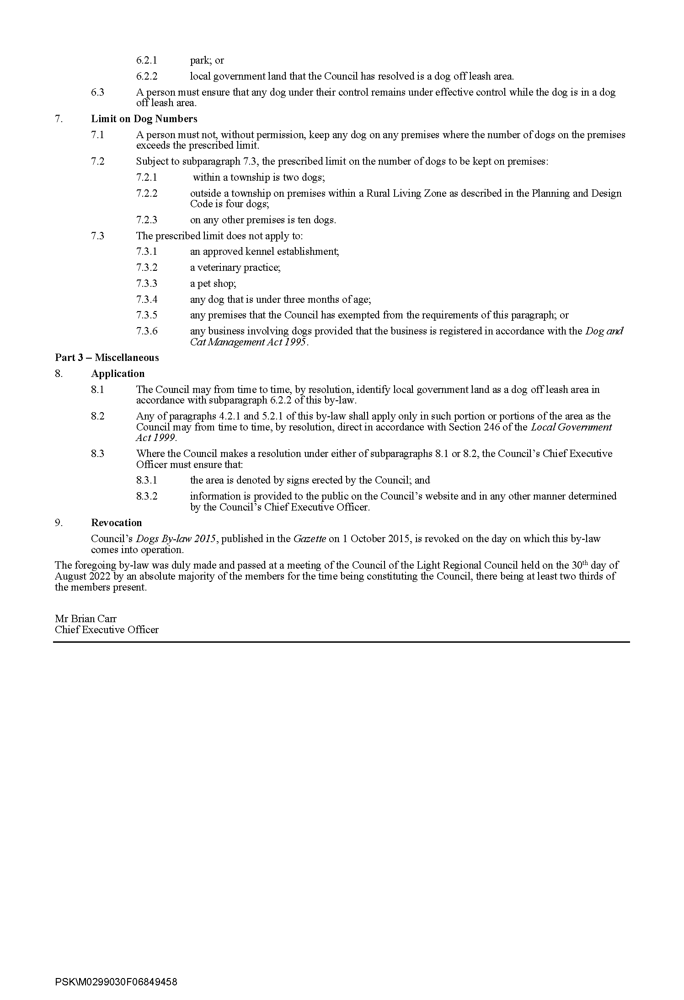 6.2.1 park; or
6.2.2 local government land that the Council has resolved is a dog off leash area.
6.3 A person must ensure that any dog under their control remains under effective control while the dog is in a dog
off leash area.
7. Limit on Dog Numbers
7.1 A person must not, without permission, keep any dog on any premises where the number of dogs on the premises
exceeds the prescribed limit.
7.2 Subject to subparagraph 7.3, the prescribed limit on the number of dogs to be kept on premises:
7.2.1 within a township is two dogs;
7.2.2 outside a township on premises within a Rural Living Zone as described in the Planning and Design
Code is four dogs;
7.2.3 on any other premises is ten dogs.
7.3 The prescribed limit does not apply to:
7.3.1 an approved kennel establishment;
7.3.2 a veterinary practice;
7.3.3 a pet shop;
7.3.4 any dog that is under three months of age;
7.3.5 any premises that the Council has exempted from the requirements of this paragraph; or
7.3.6 any business involving dogs provided that the business is registered in accordance with the Dog and
Cat Management Act 1995.
Part 3 – Miscellaneous
8. Application
8.1 The Council may from time to time, by resolution, identify local government land as a dog off leash area in
accordance with subparagraph 6.2.2 of this by-law.
8.2 Any of paragraphs 4.2.1 and 5.2.1 of this by-law shall apply only in such portion or portions of the area as the
Council may from time to time, by resolution, direct in accordance with Section 246 of the Local Government
Act 1999.
8.3 Where the Council makes a resolution under either of subparagraphs 8.1 or 8.2, the Council’s Chief Executive
Officer must ensure that:
8.3.1 the area is denoted by signs erected by the Council; and
8.3.2 information is provided to the public on the Council’s website and in any other manner determined
by the Council’s Chief Executive Officer.
9. Revocation
Council’s Dogs By-law 2015, published in the Gazette on 1 October 2015, is revoked on the day on which this by-law
comes into operation.
The foregoing by-law was duly made and passed at a meeting of the Council of the Light Regional Council held on the 30th day of
August 2022 by an absolute majority of the members for the time being constituting the Council, there being at least two thirds of
the members present.
Mr Brian Carr
Chief Executive Officer
PSK\M0299030F06849458